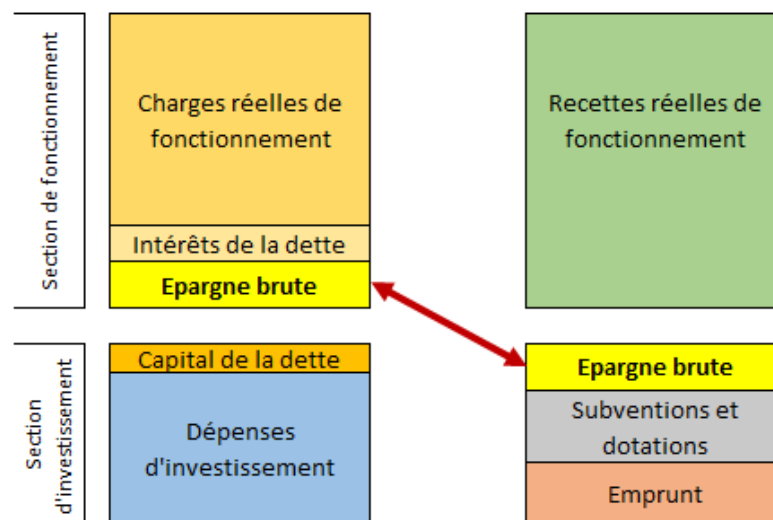 Section de fonctionnement
Charges réelles de
fonctionnement
Intérêts de la dette
Epargne brute
Recettes réelles de
fonctionnement
Section
d'investissement
Capital de la dette
Dépenses
d'investissement
Epargne brute
Subventions et
dotations
Emprunt